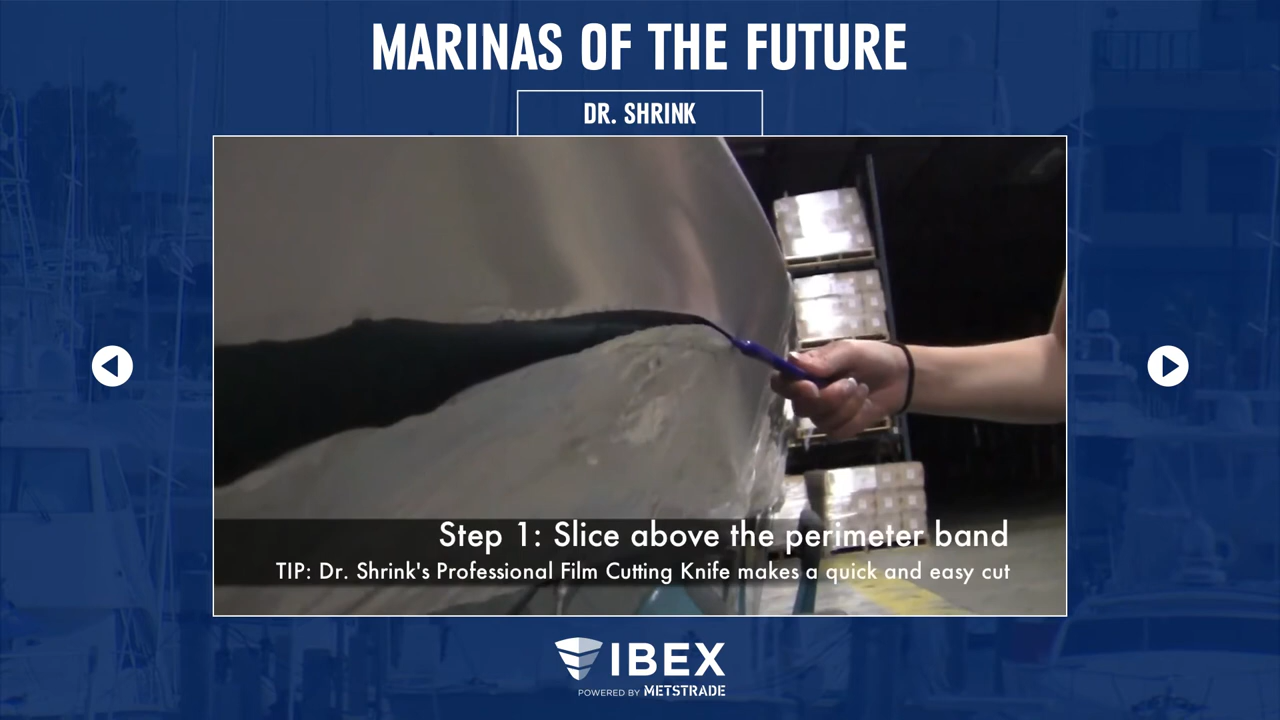 MARINAS OF THE FUTURE
DR. SHRINK
Step 1: Slice above the perimeter band
TIP: Dr. Shrink's Professional Film Cutting Knife makes a quick and easy cut
IBEX
POWERED BY METSTRADE